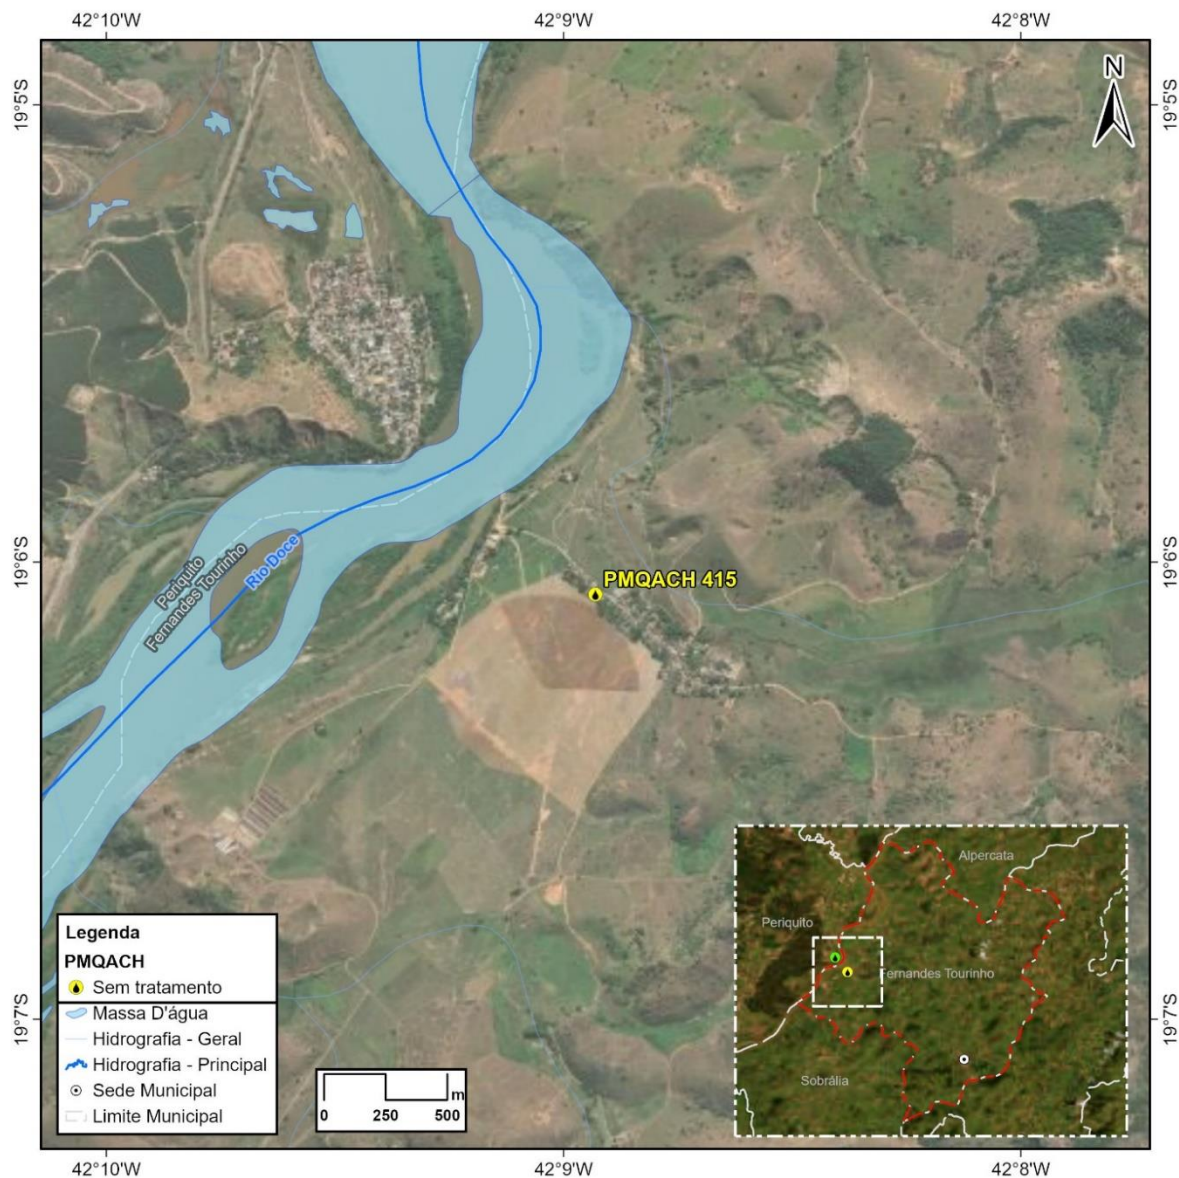 42°10'W
42°9'W
42°8'W
19°5'S
19°5'S
N
PMQACH 415
19°6'S
19°6'S
Periquito
Fernandes Tourinho
Rio Doce
Alpercata
Periquito
Fernandes Tourinho
Sobrália
19°7'S
19°7'S
Legenda
PMQACH
Sem tratamento
Massa D'água
Hidrografia - Geral
Hidrografia - Principal
Sede Municipal
Limite Municipal
m
0 250 500
42°10'W
42°9'W
42°8'W